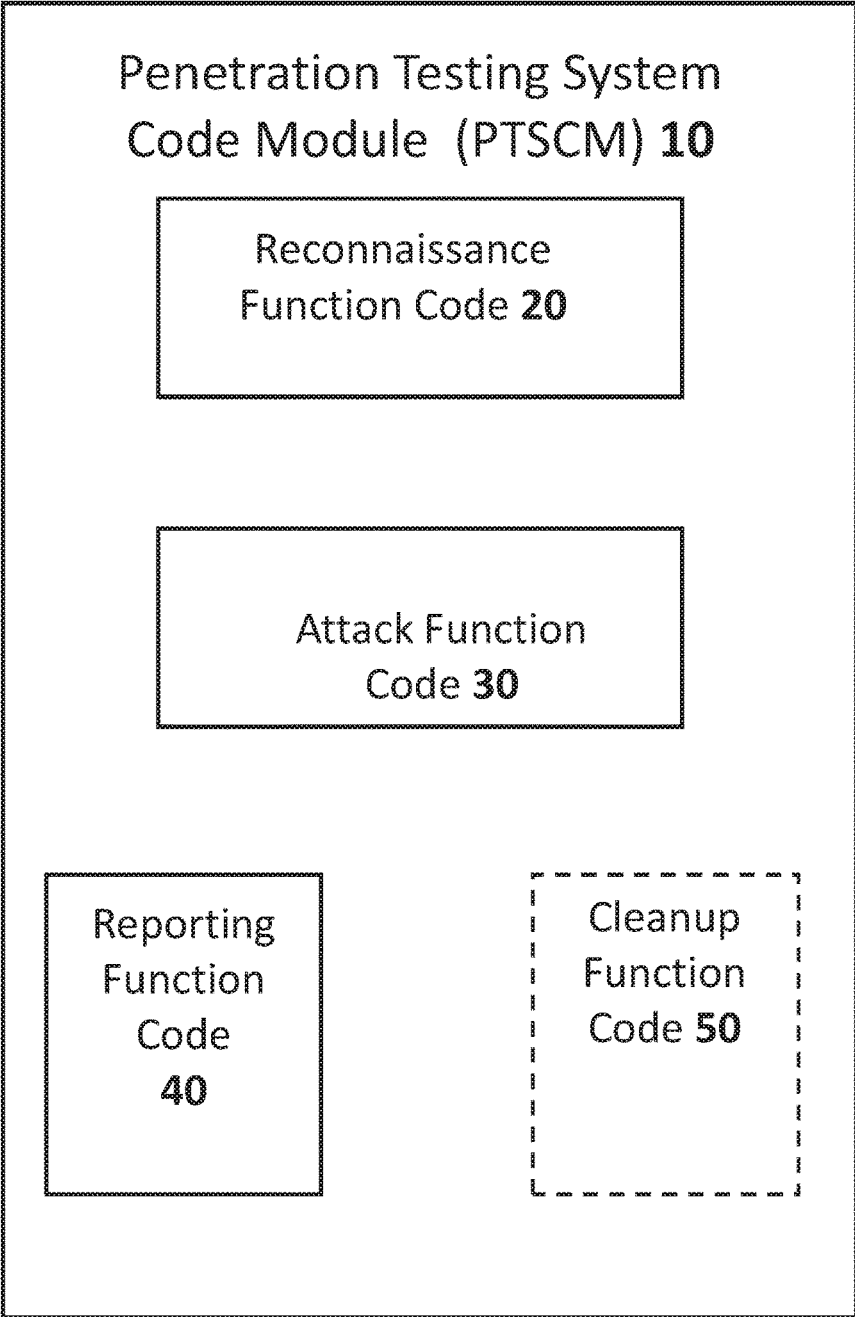 Penetration Testing System
Code Module (PTSCM) 10
Reconnaissance
Function Code 20
Attack Function
Code 30
Reporting
Function
Code
40
Cleanup
Function
Code 50